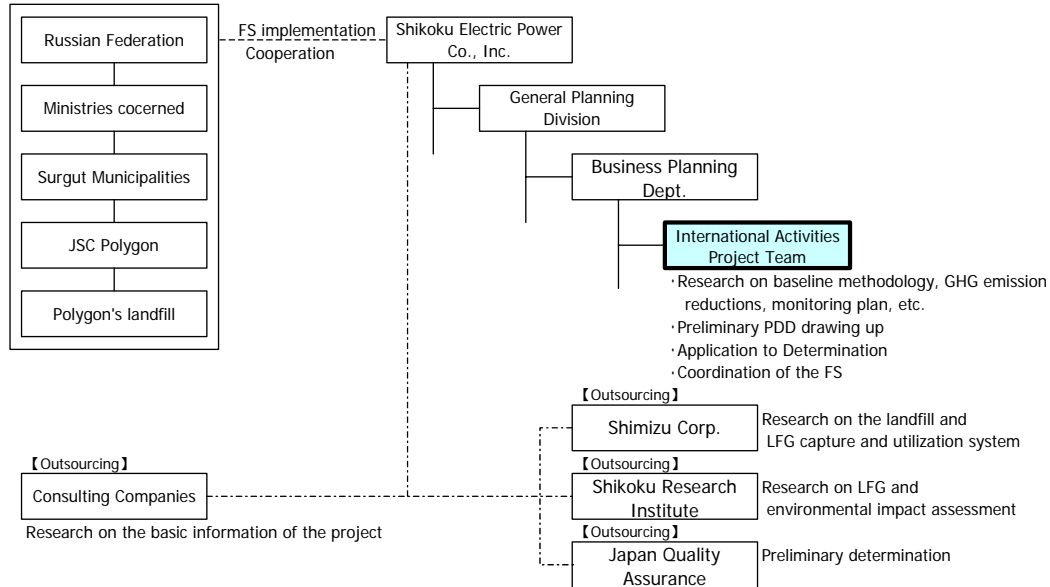 Russian Federation
Ministries cocerned
Surgut Municipalities
JSC Polygon
Polygon's landfill
FS implementation
Cooperation
Shikoku Electric Power
Co., Inc.
General Planning
Division
Business Planning
Dept.
International Activities
Project Team
·Research on baseline methodology, GHG emission
reductions, monitoring plan, etc.
·Preliminary PDD drawing up
·Application to Determination
·Coordination of the FS
【Outsourcing】
Shimizu Corp.
Research on the landfill and
LFG capture and utilization system
【Outsourcing】
Consulting Companies
Research on the basic information of the project
【Outsourcing】
Shikoku Research
Institute
Research on LFG and
environmental impact assessment
【Outsourcing】
Japan Quality
Assurance
Preliminary determination